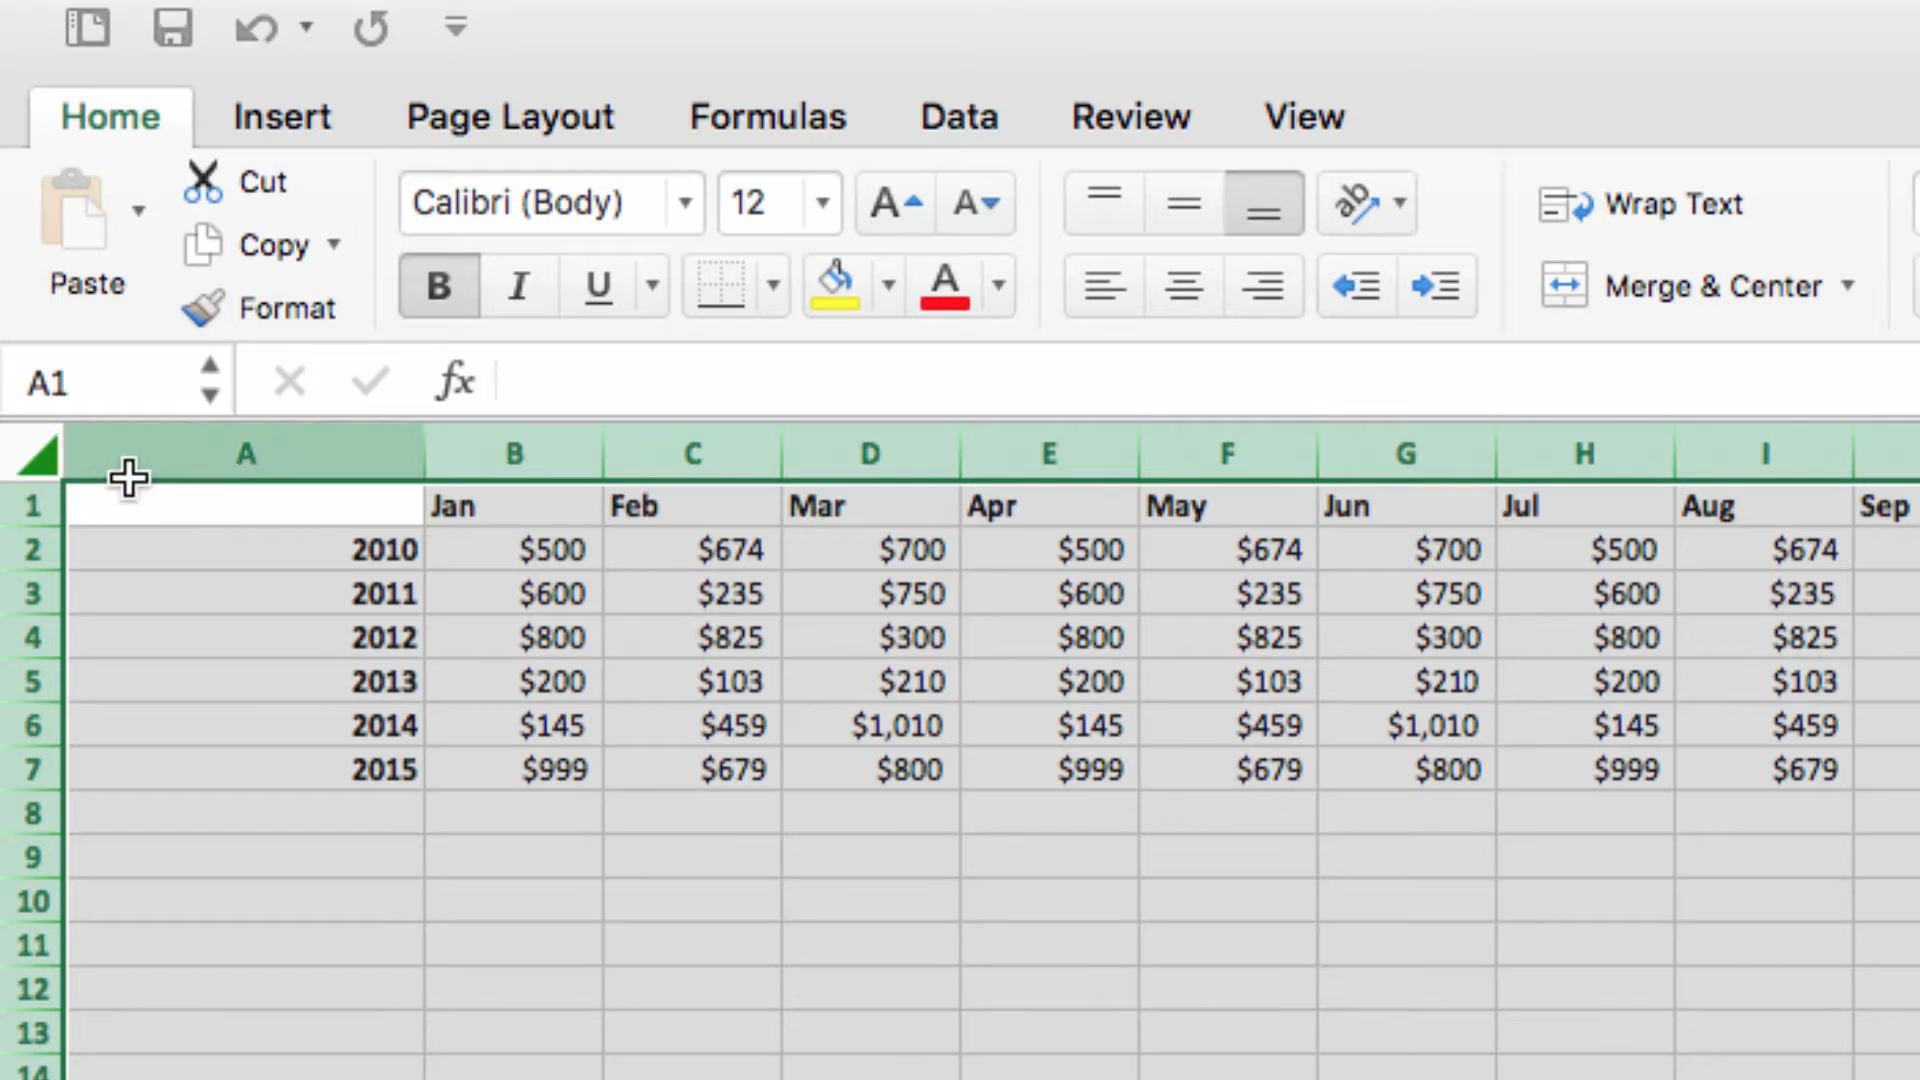 Home Insert Page Layout Formulas Data Review View
Cut
Calibri (Body) 12 A A ab Wrap Text
Copy
Paste
B I U A Merge & Center
Format
A1 fx
A B C D E F G H I
1 Jan Feb Mar Apr May Jun Jul Aug Sep
2 2010 $500 $674 $700 $500 $674 $700 $500 $674
3 2011 $600 $235 $750 $600 $235 $750 $600 $235
4 2012 $800 $825 $300 $800 $825 $300 $800 $825
5 2013 $200 $103 $210 $200 $103 $210 $200 $103
6 2014 $145 $459 $1,010 $145 $459 $1,010 $145 $459
7 2015 $999 $679 $800 $999 $679 $800 $999 $679
8
9
10
11
12
13
14